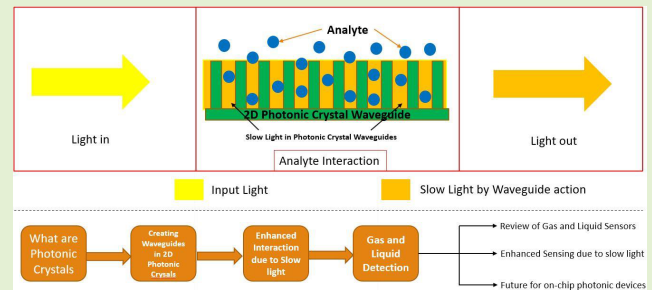 Analyte
2D Photonic Crystal Waveguide
Slow Light in Photonic Crystal Waveguides
Light in
Light out
Analyte Interaction
Input Light
Slow Light by Waveguide action
What are
Photonic
Crystals
Creating
Waveguides
in 2D
Photonic
Crysals
Enhanced
Interaction
due to Slow
light
Gas and
Liquid
Detection
Review of Gas and Liquid Sensors
Enhanced Sensing due to slow light
Future for on-chip photonic devices